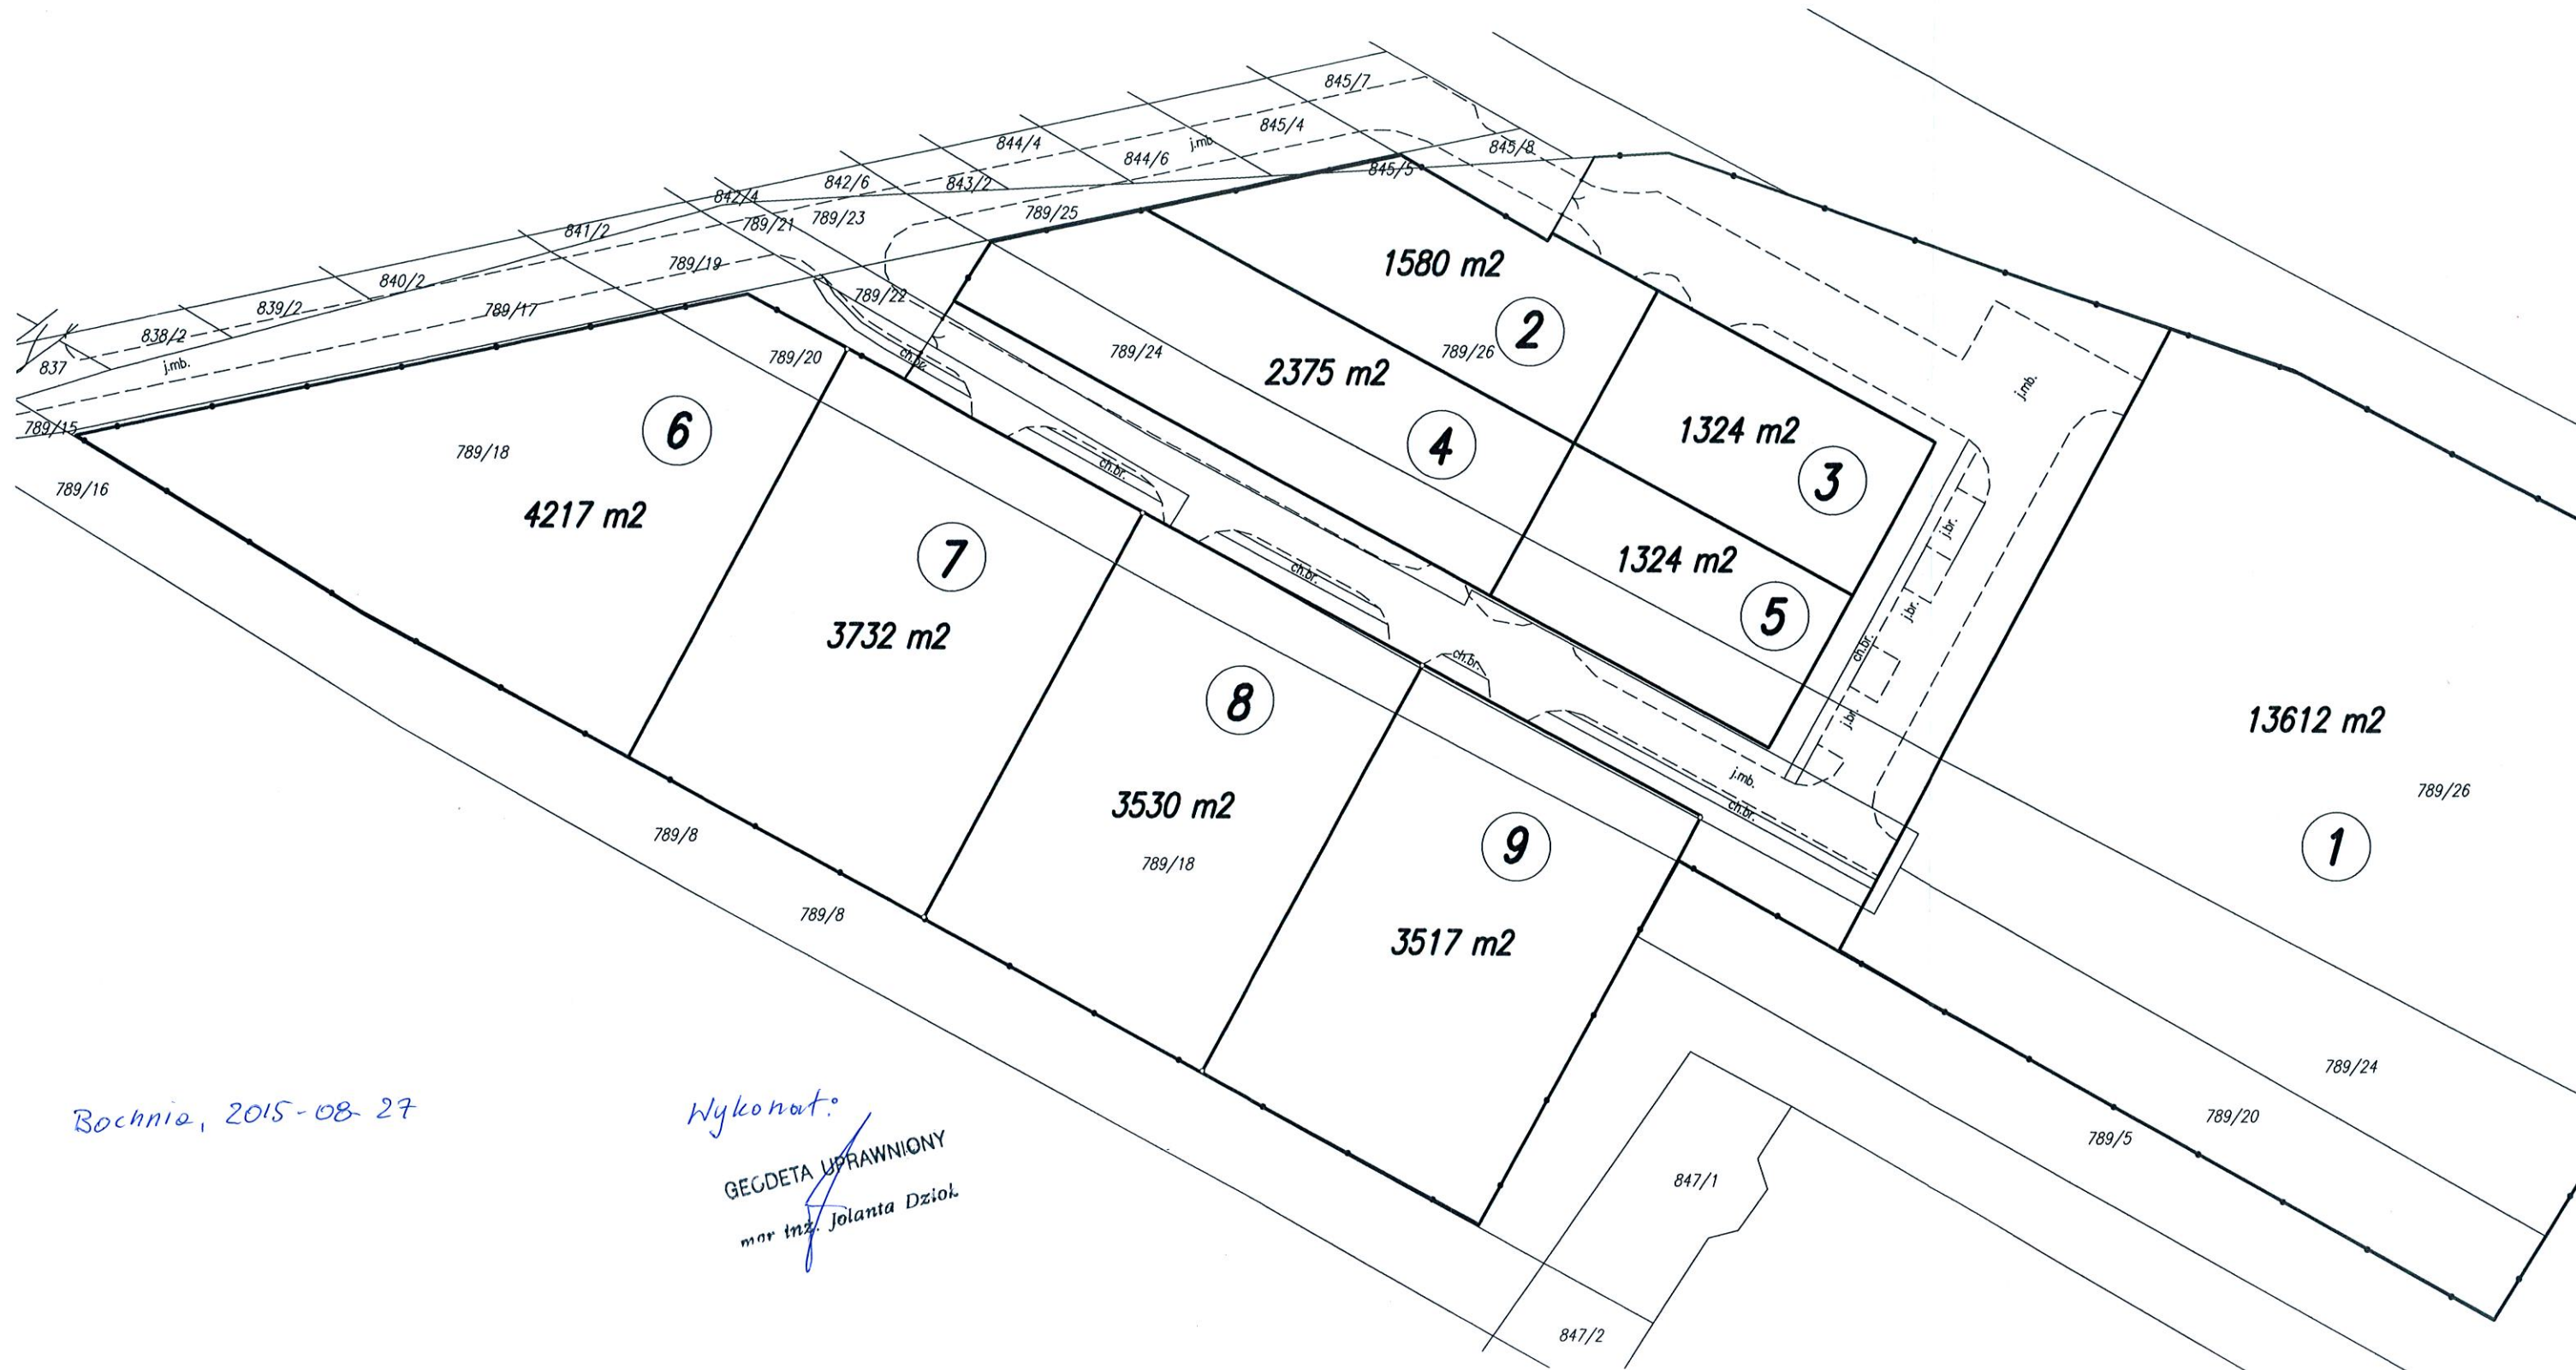 845/7
845/4
844/4
j.mb.
844/6
845/8
845/5
842/6
843/2
842/4
789/25
789/23
789/21
841/2
789/19
840/2
839/2
789/17
838/2
837
j.mb.
789/22
789/20
ch.br.
1580 m2
2
789/26
789/24
2375 m2
4
1324 m2
3
j.mb.
789/15
789/18
6
4217 m2
789/16
ch.br.
7
3732 m2
ch.br.
1324 m2
5
j.br.
j.br.
ch.br.
j.br.
ch.br.
8
3530 m2
789/18
j.mb.
ch.br.
13612 m2
789/26
1
9
3517 m2
789/8
789/8
789/24
789/20
789/5
847/1
847/2
Bochnia, 2015-08-27
Wykonał:
GEODETA UPRAWNIONY
mgr inż. Jolanta Dziok